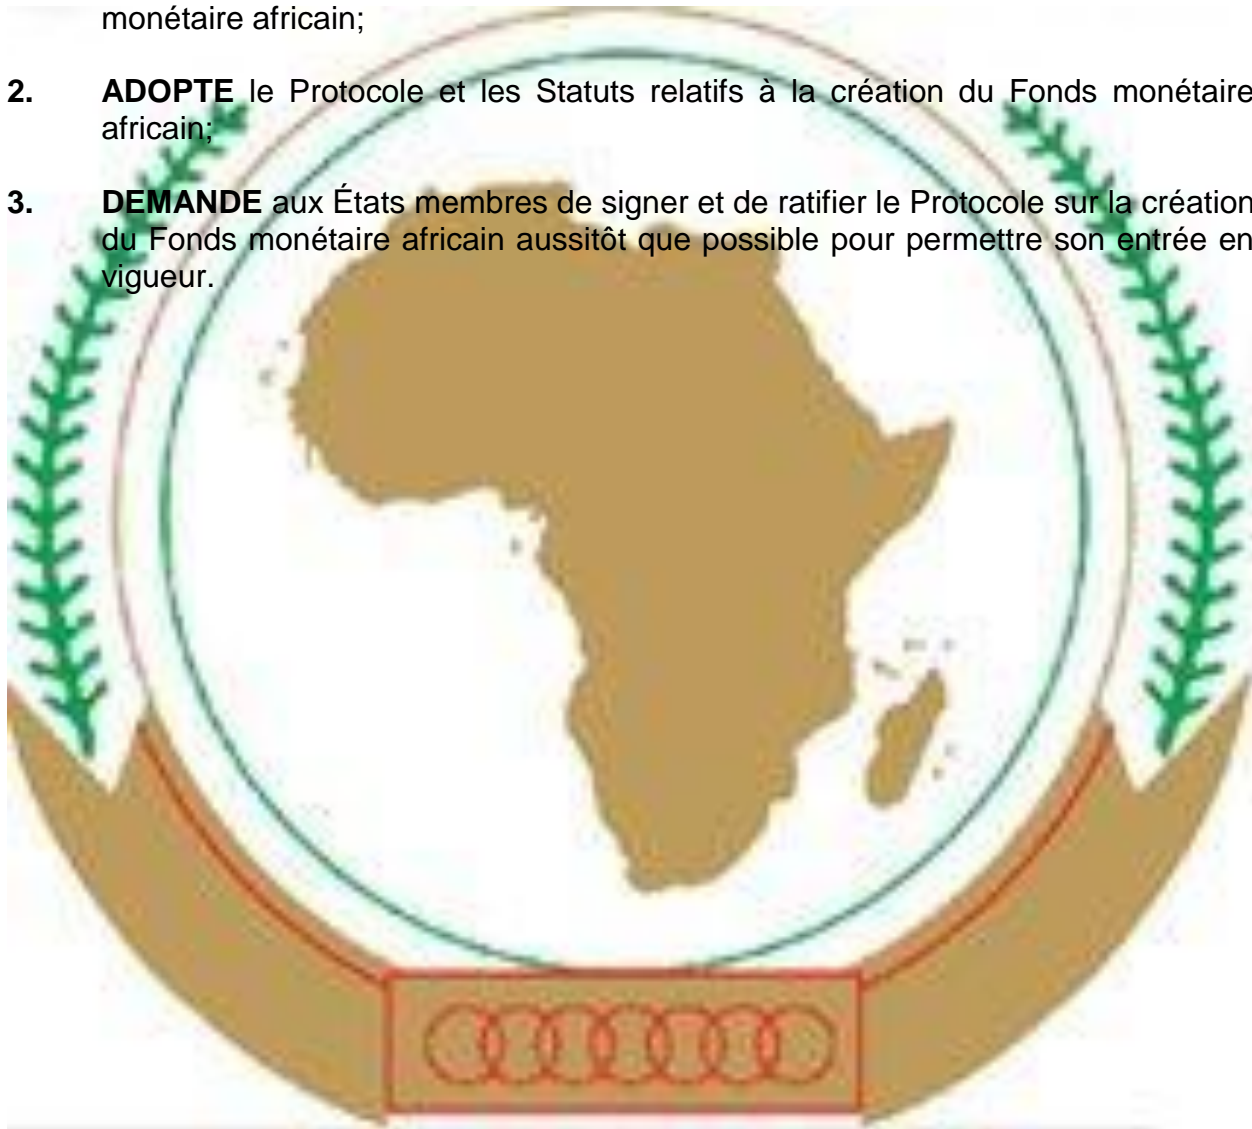 monétaire africain;
2. ADOPTE le Protocole et les Statuts relatifs à la création du Fonds monétaire
africain;
3. DEMANDE aux États membres de signer et de ratifier le Protocole sur la création
du Fonds monétaire africain aussitôt que possible pour permettre son entrée en
vigueur.